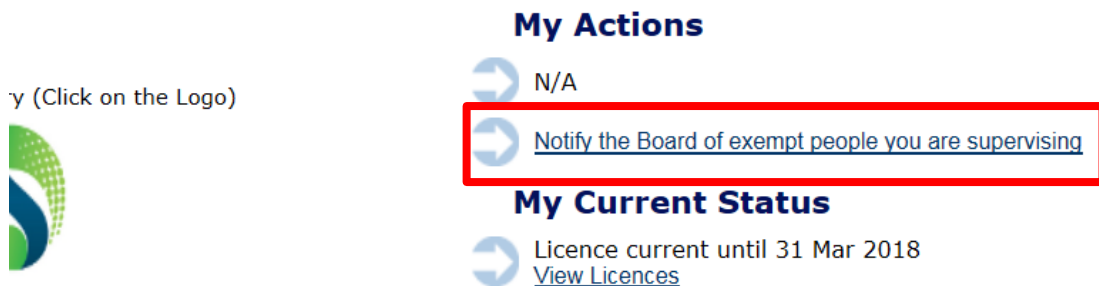 My Actions
N/A
y (Click on the Logo)
Notify the Board of exempt people you are supervising
My Current Status
Licence current until 31 Mar 2018
View Licences